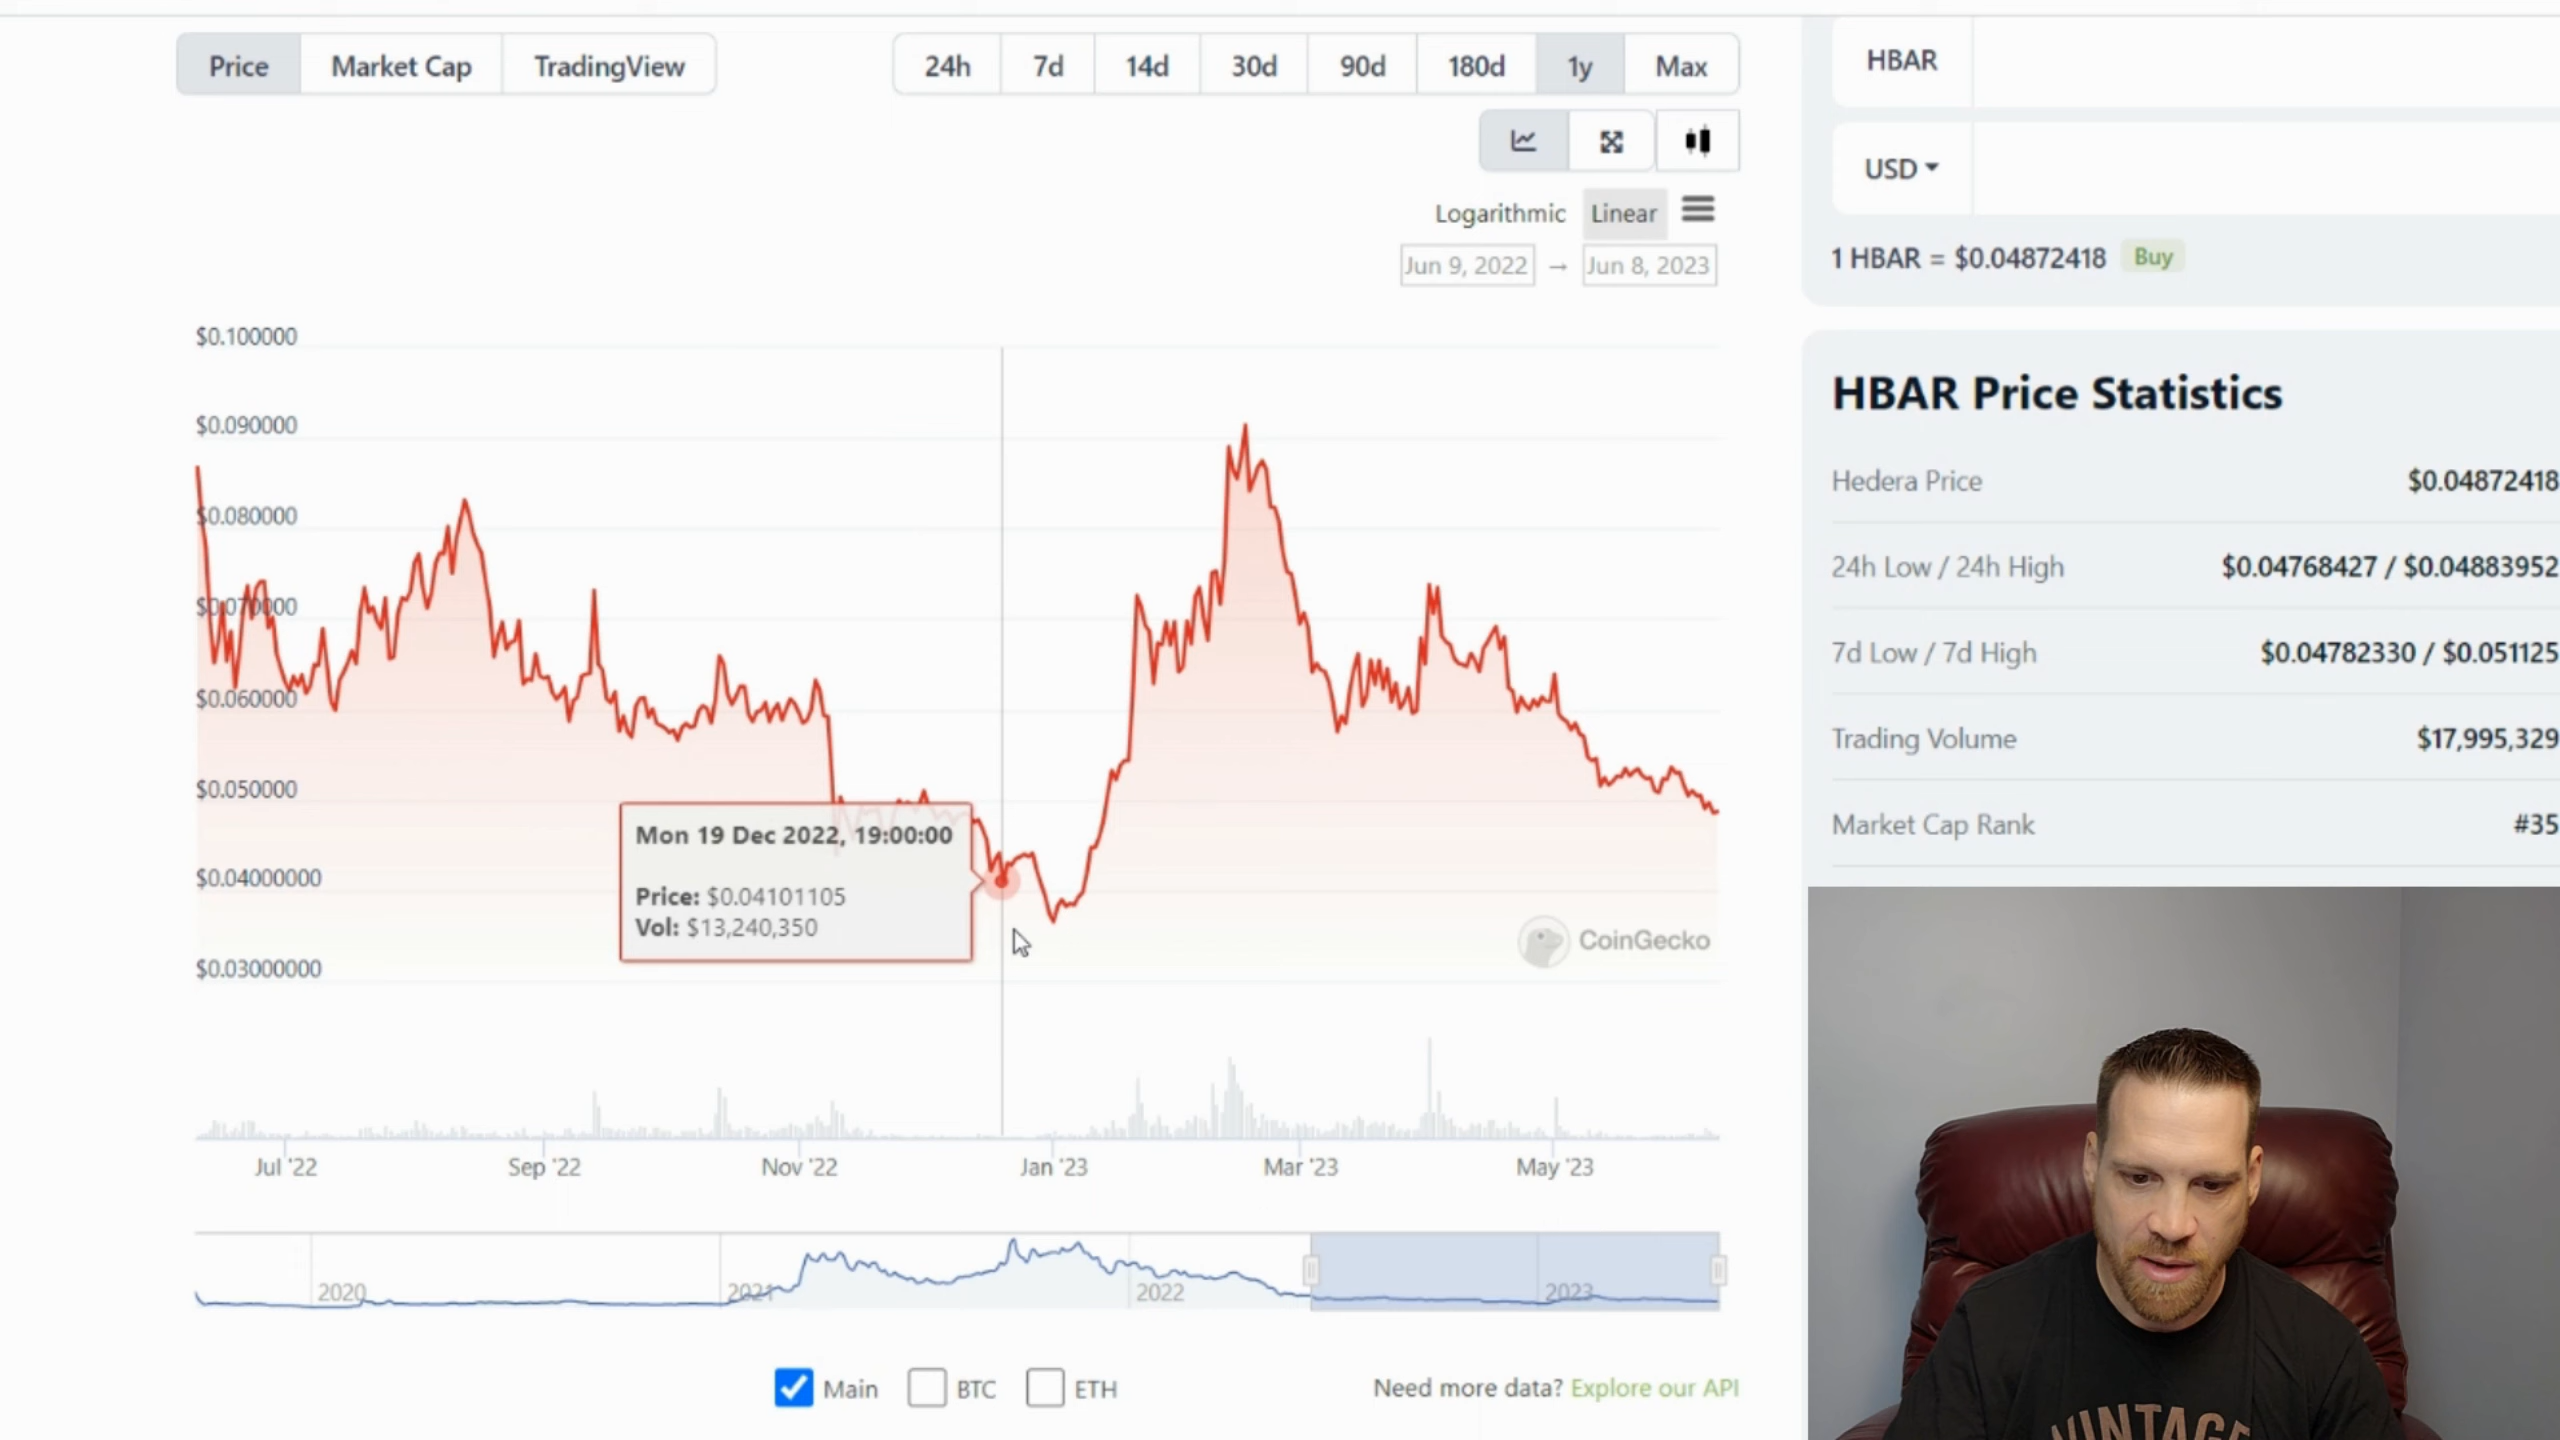 Price Market Cap TradingView
24h 7d 14d 30d 90d 180d 1y Max
Logarithmic Linear
Jun 9, 2022 → Jun 8, 2023
$0.100000
$0.090000
$0.080000
$0.070000
$0.060000
$0.050000
$0.04000000
$0.03000000
Mon 19 Dec 2022, 19:00:00
Price: $0.04101105
Vol: $13,240,350
CoinGecko
Jul '22 Sep '22 Nov '22 Jan '23 Mar '23 May '23
2020 2021 2022 2023
Main BTC ETH
Need more data? Explore our API
HBAR
USD
1 HBAR = $0.04872418 Buy
HBAR Price Statistics
Hedera Price $0.04872418
24h Low / 24h High $0.04768427 / $0.04883952
7d Low / 7d High $0.04782330 / $0.051125
Trading Volume $17,995,329
Market Cap Rank #35
VINTAGE